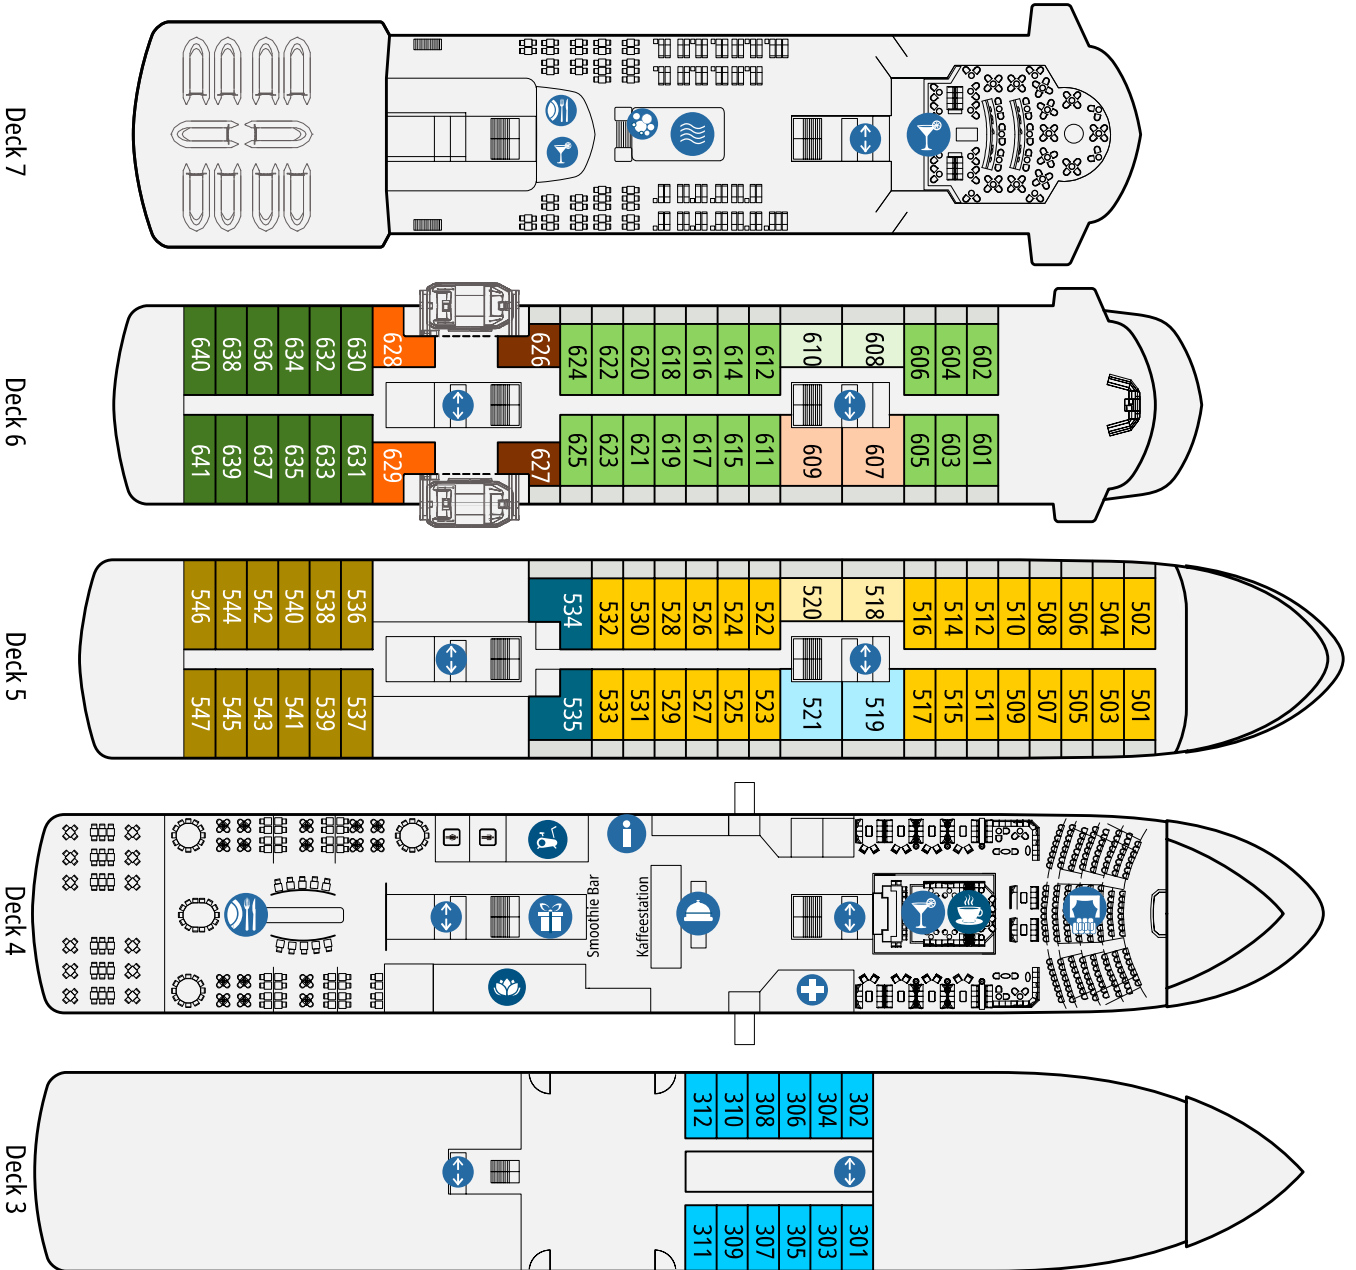 Deck 7
Deck 6
640 638 636 634 632 630 628 626 624 622 620 618 616 614 612 610 608 606 604 602
641 639 637 635 633 631 629 627 625 623 621 619 617 615 611 609 607 605 603 601
Deck 5
546 544 542 540 538 536 534 532 530 528 526 524 522 520 518 516 514 512 510 508 506 504 502
547 545 543 541 539 537 535 533 531 529 527 525 523 521 519 517 515 511 509 507 505 503 501
Deck 4
Smoothie Bar
Kaffeestation
Deck 3
312 310 308 306 304 302
311 309 307 305 303 301